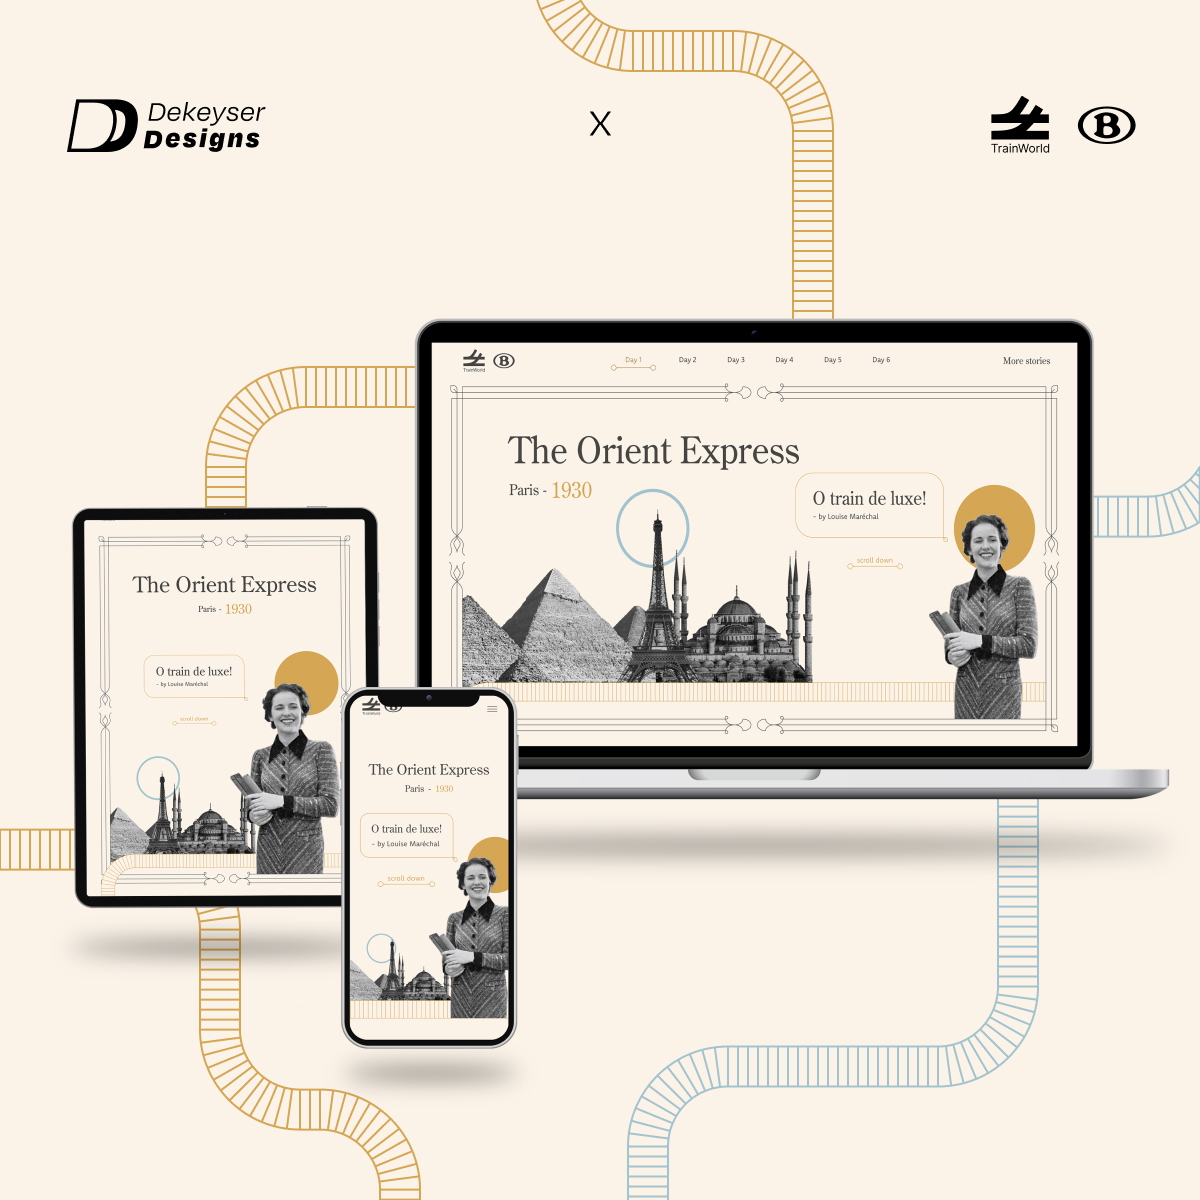 Dekeyser
Designs
X
TrainWorld
B
TrainWorld
B
Day 1
Day 2
Day 3
Day 4
Day 5
Day 6
More stories
The Orient Express
Paris - 1930
O train de luxe!
- by Louise Maréchal
scroll down
The Orient Express
Paris - 1930
O train de luxe!
- by Louise Maréchal
scroll down
TrainWorld
B
The Orient Express
Paris - 1930
O train de luxe!
- by Louise Maréchal
scroll down